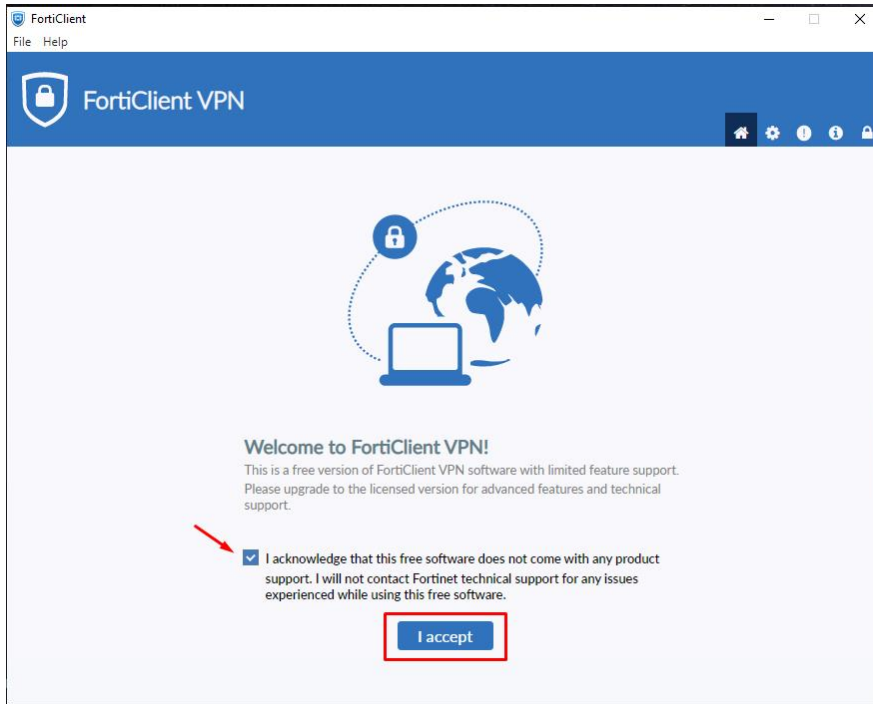 FortiClient
File Help
FortiClient VPN
Welcome to FortiClient VPN!
This is a free version of FortiClient VPN software with limited feature support.
Please upgrade to the licensed version for advanced features and technical
support.
I acknowledge that this free software does not come with any product
support. I will not contact Fortinet technical support for any issues
experienced while using this free software.
I accept